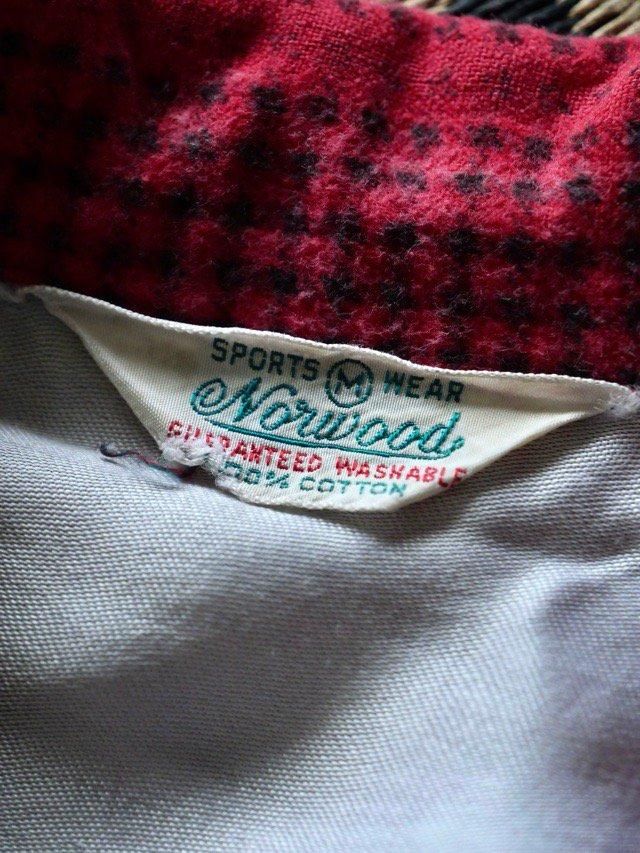 SPORTS M WEAR
Norwood
GUARANTEED WASHABLE
100% COTTON